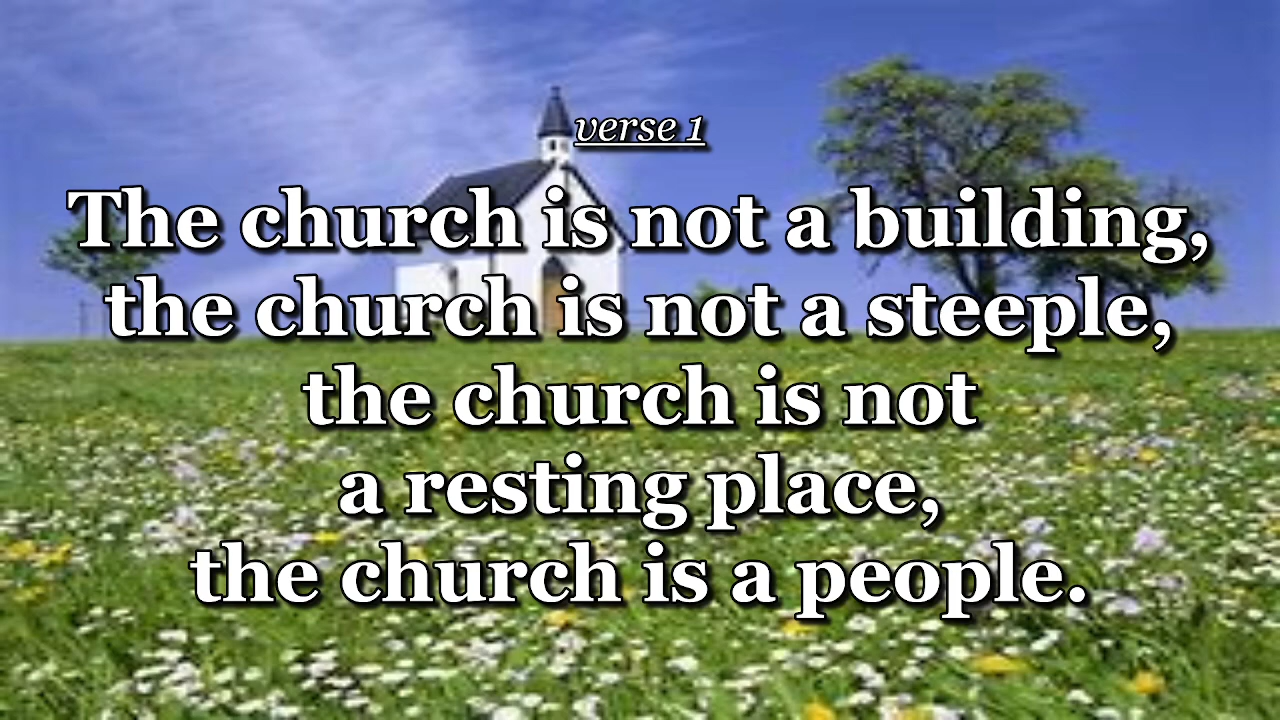 verse 1
The church is not a building,
the church is not a steeple,
the church is not
a resting place,
the church is a people.